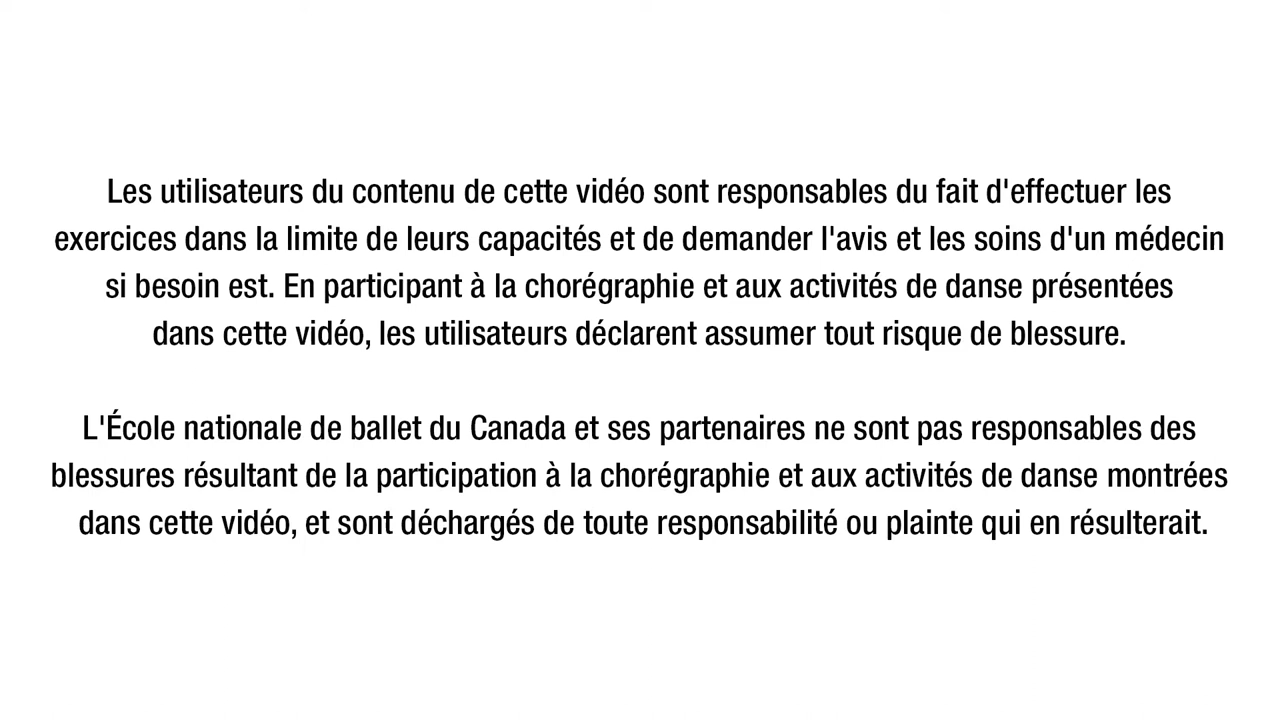 Les utilisateurs du contenu de cette vidéo sont responsables du fait d'effectuer les
exercices dans la limite de leurs capacités et de demander l'avis et les soins d'un médecin
si besoin est. En participant à la chorégraphie et aux activités de danse présentées
dans cette vidéo, les utilisateurs déclarent assumer tout risque de blessure.
L'École nationale de ballet du Canada et ses partenaires ne sont pas responsables des
blessures résultant de la participation à la chorégraphie et aux activités de danse montrées
dans cette vidéo, et sont déchargés de toute responsabilité ou plainte qui en résulterait.